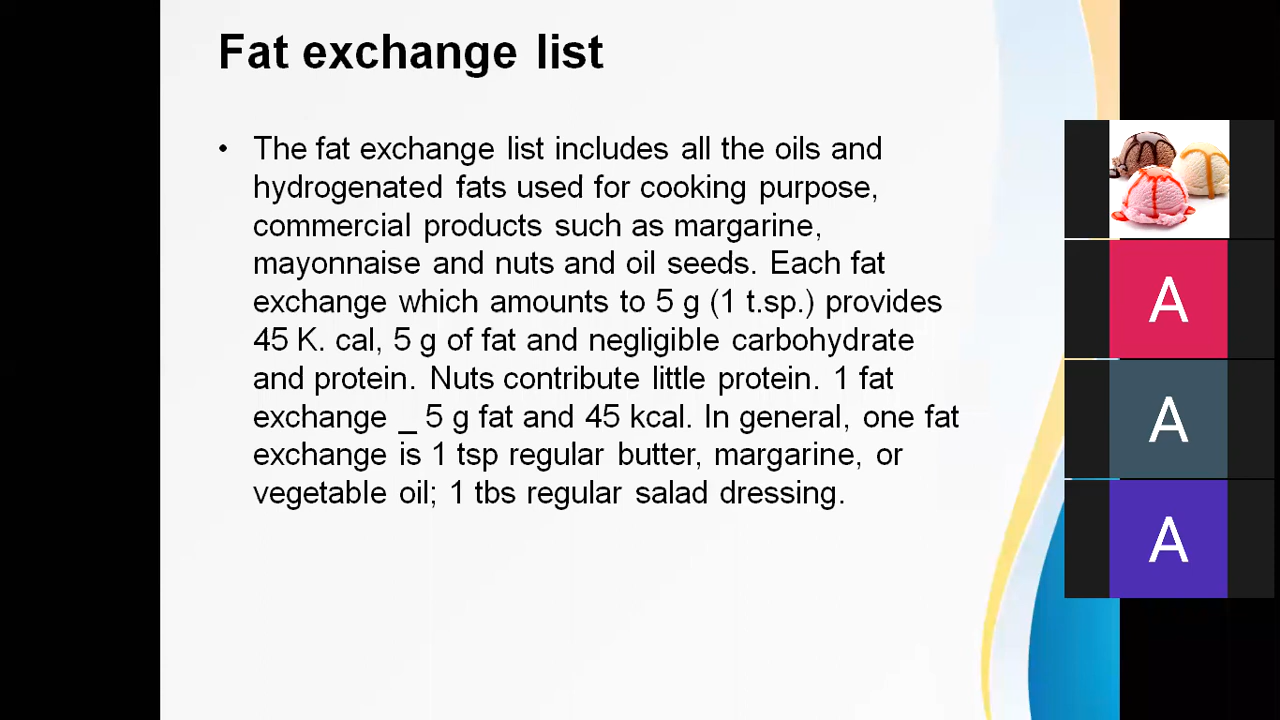 Fat exchange list
• The fat exchange list includes all the oils and
hydrogenated fats used for cooking purpose,
commercial products such as margarine,
mayonnaise and nuts and oil seeds. Each fat
exchange which amounts to 5 g (1 t.sp.) provides
45 K. cal, 5 g of fat and negligible carbohydrate
and protein. Nuts contribute little protein. 1 fat
exchange _ 5 g fat and 45 kcal. In general, one fat
exchange is 1 tsp regular butter, margarine, or
vegetable oil; 1 tbs regular salad dressing.
A
A
A